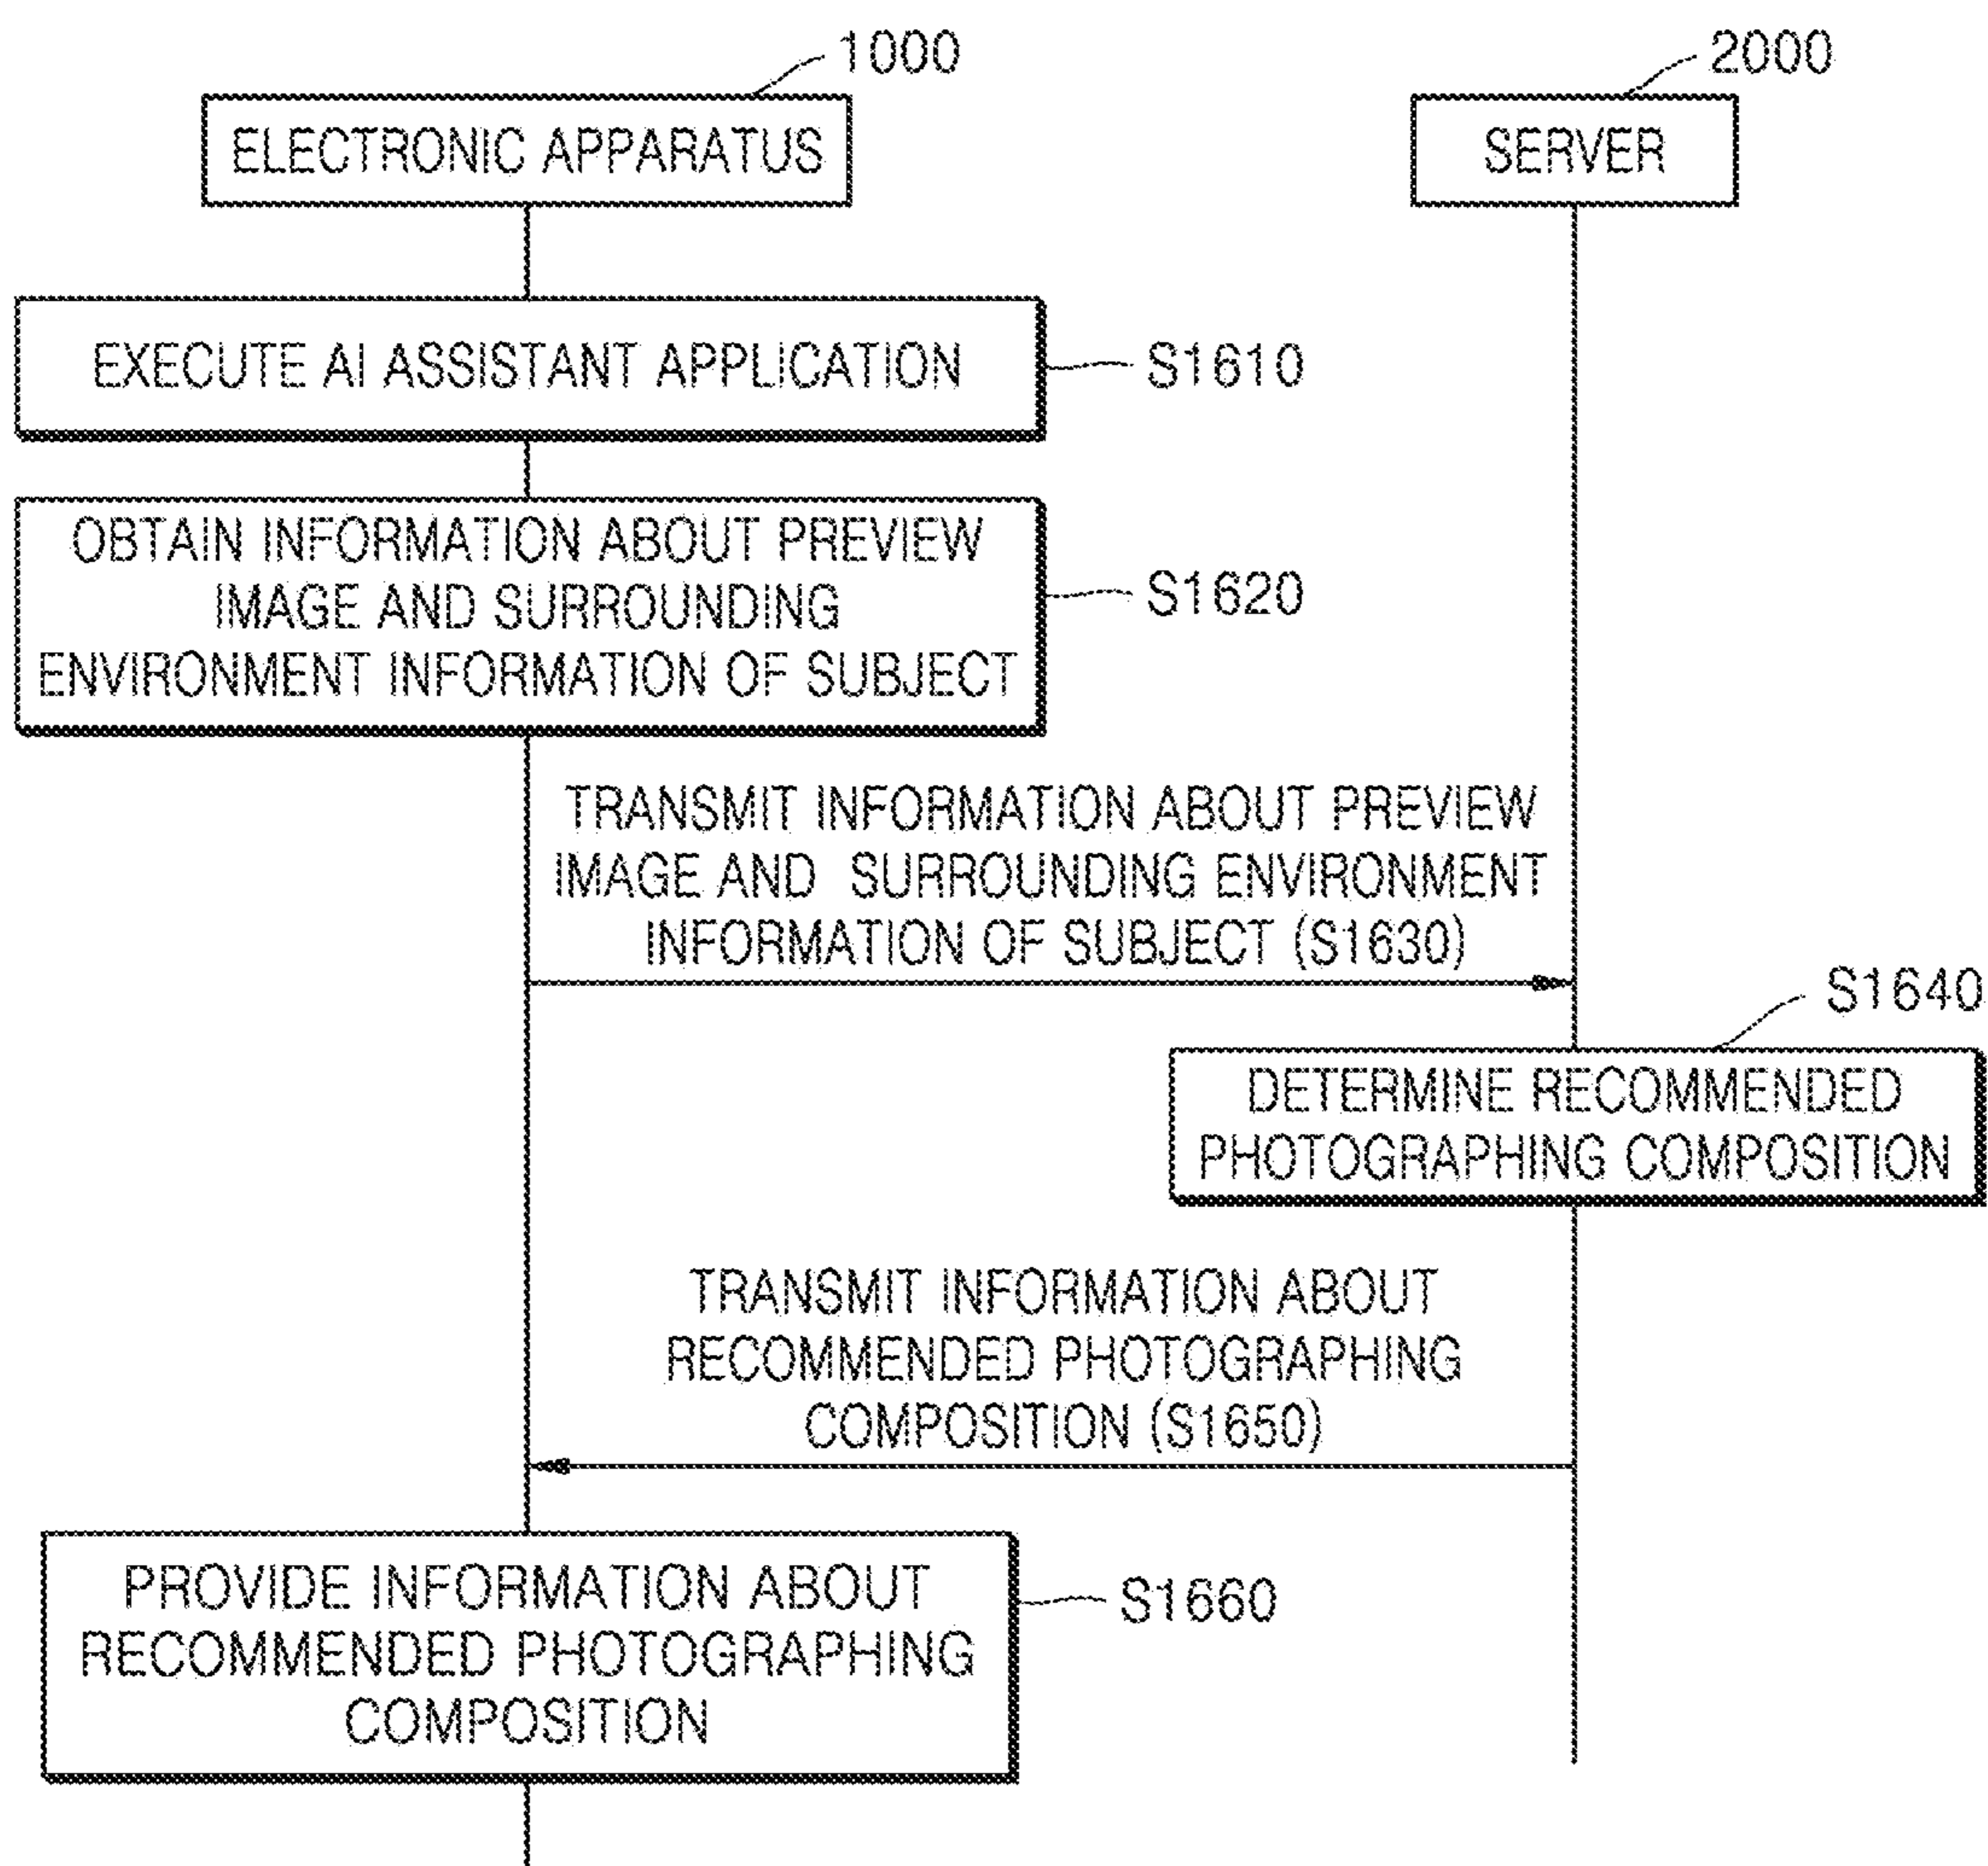 1000
2000
ELECTRONIC APPARATUS
SERVER
EXECUTE AI ASSISTANT APPLICATION
S1610
OBTAIN INFORMATION ABOUT PREVIEW
IMAGE AND SURROUNDING
ENVIRONMENT INFORMATION OF SUBJECT
S1620
TRANSMIT INFORMATION ABOUT PREVIEW
IMAGE AND SURROUNDING ENVIRONMENT
INFORMATION OF SUBJECT (S1630)
S1640
DETERMINE RECOMMENDED
PHOTOGRAPHING COMPOSITION
TRANSMIT INFORMATION ABOUT
RECOMMENDED PHOTOGRAPHING
COMPOSITION (S1650)
PROVIDE INFORMATION ABOUT
RECOMMENDED PHOTOGRAPHING
COMPOSITION
S1660